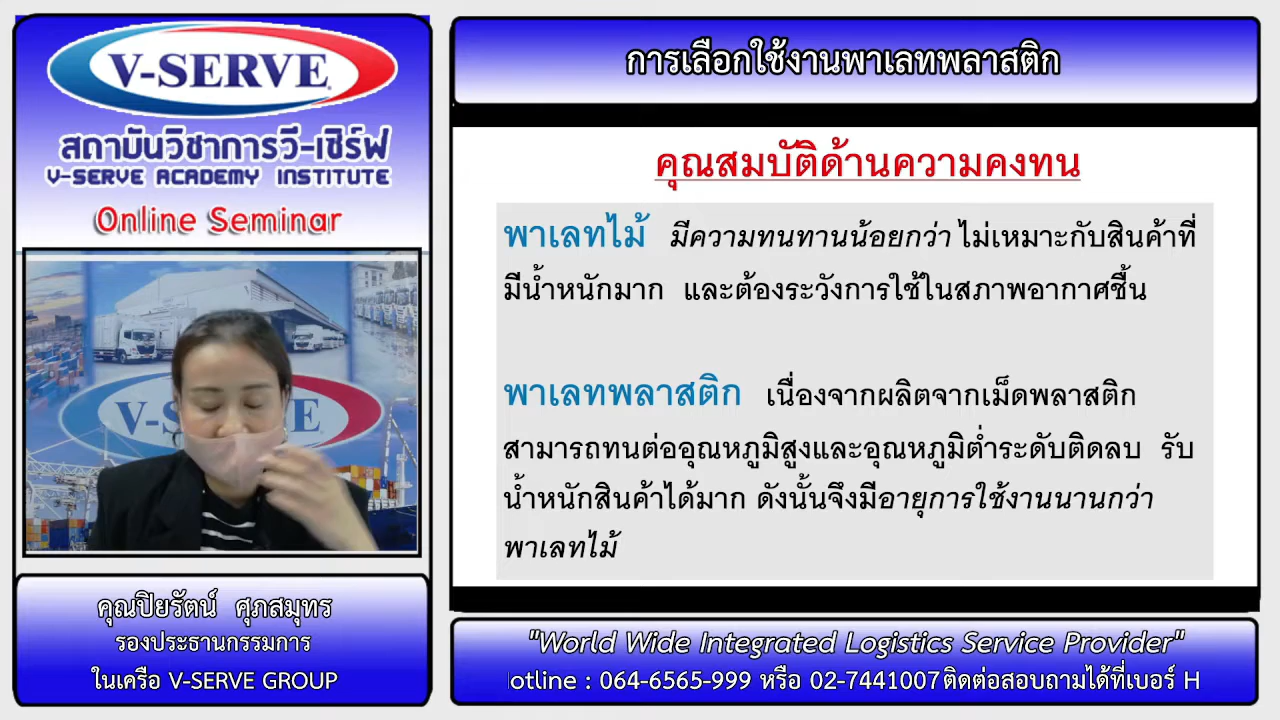 V-SERVE
สถาบันวิชาการวี-เซิร์ฟ
V-SERVE ACADEMY INSTITUTE
Online Seminar
คุณปิยรัตน์ ศุภสมุทร
รองประธานกรรมการ
ในเครือ V-SERVE GROUP
การเลือกใช้งานพาเลทพลาสติก
คุณสมบัติด้านความคงทน
พาเลทไม้ มีความทนทานน้อยกว่า ไม่เหมาะกับสินค้าที่
มีน้ำหนักมาก และต้องระวังการใช้ในสภาพอากาศชื้น
พาเลทพลาสติก เนื่องจากผลิตจากเม็ดพลาสติก
สามารถทนต่ออุณหภูมิสูงและอุณหภูมิต่ำระดับติดลบ รับ
น้ำหนักสินค้าได้มาก ดังนั้นจึงมีอายุการใช้งานนานกว่า
พาเลทไม้
"World Wide Integrated Logistics Service Provider"
otline : 064-6565-999 หรือ 02-7441007 ติดต่อสอบถามได้ที่เบอร์ H